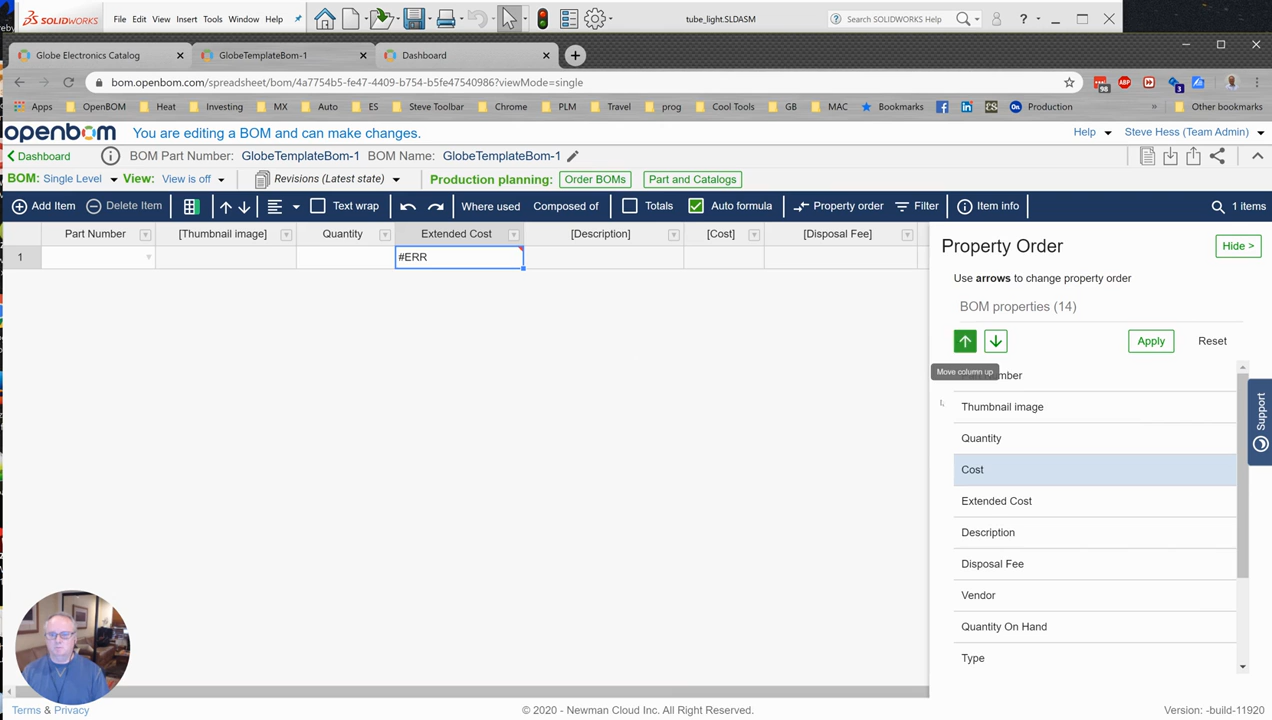 SOLIDWORKS File Edit View Insert Tools Window Help tube_light.SLDASM Search SOLIDWORKS Help ?
Globe Electronics Catalog GlobeTemplateBom-1 Dashboard
bom.openbom.com/spreadsheet/bom/4a7754b5-fe47-4409-b754-b5fe47540986?viewMode=single
Apps OpenBOM Heat Investing MX Auto ES Steve Toolbar Chrome PLM Travel prog Cool Tools GB MAC Bookmarks Production » Other bookmarks
openbom You are editing a BOM and can make changes. Help Steve Hess (Team Admin)
Dashboard BOM Part Number: GlobeTemplateBom-1 BOM Name: GlobeTemplateBom-1
BOM: Single Level View: View is off Revisions (Latest state) Production planning: Order BOMs Part and Catalogs
Add Item Delete Item Text wrap Where used Composed of Totals Auto formula Property order Filter Item info 1 items
Part Number [Thumbnail image] Quantity Extended Cost [Description] [Cost] [Disposal Fee]
1 #ERR
Property Order Hide >
Use arrows to change property order
BOM properties (14)
Apply Reset
Move column up
Thumbnail image
Quantity
Cost
Extended Cost
Description
Disposal Fee
Vendor
Quantity On Hand
Type
Support
Terms & Privacy © 2020 - Newman Cloud Inc. All Right Reserved. Version: -build-11920